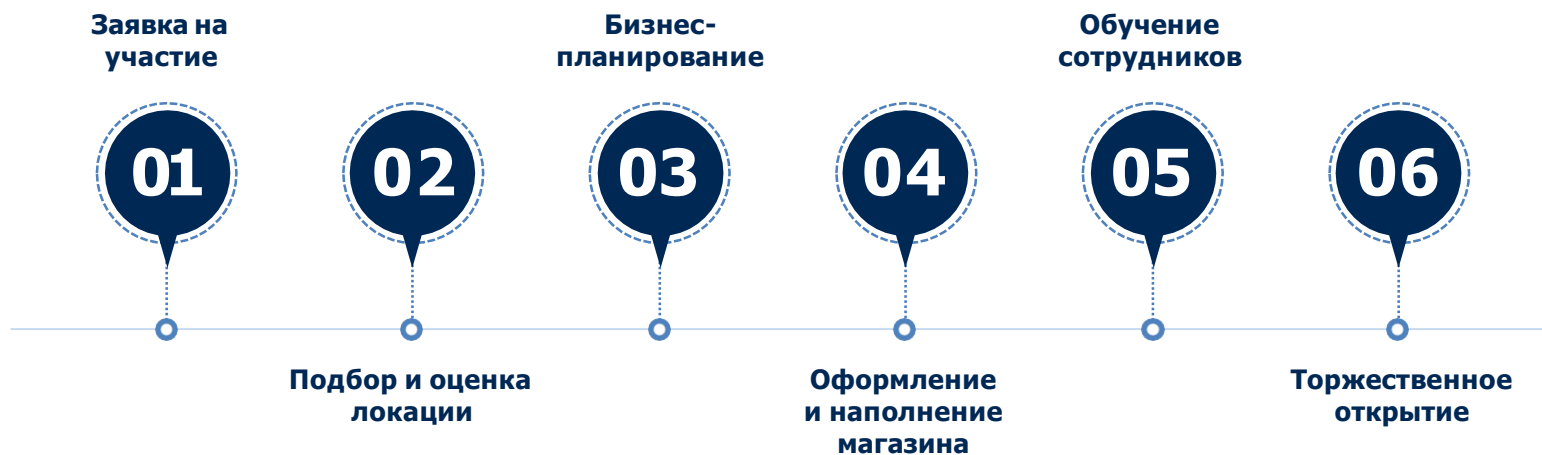 Заявка на
участие
Бизнес-
планирование
Обучение
сотрудников
01
02
03
04
05
06
Подбор и оценка
локации
Оформление
и наполнение
магазина
Торжественное
открытие